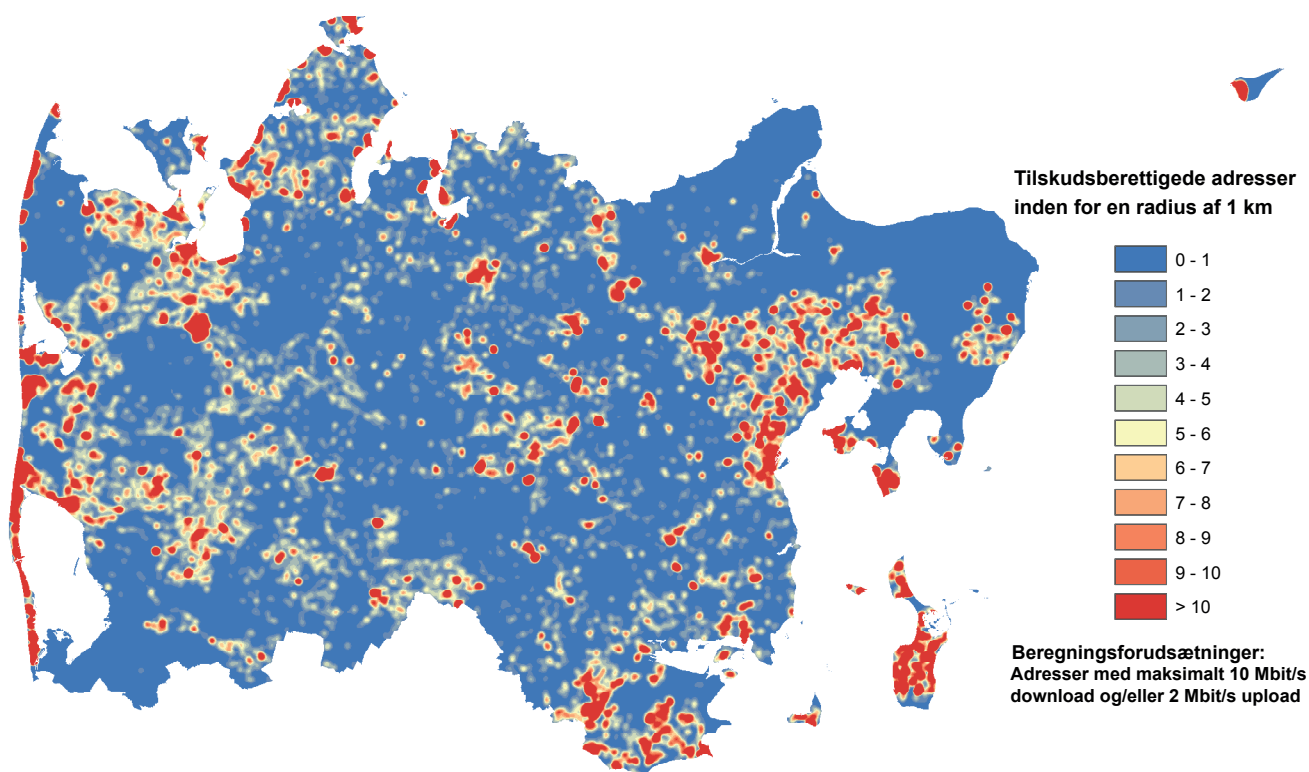 Tilskudsberettigede adresser
inden for en radius af 1 km
0 - 1
1 - 2
2 - 3
3 - 4
4 - 5
5 - 6
6 - 7
7 - 8
8 - 9
9 - 10
> 10
Beregningsforudsætninger:
Adresser med maksimalt 10 Mbit/s
download og/eller 2 Mbit/s upload